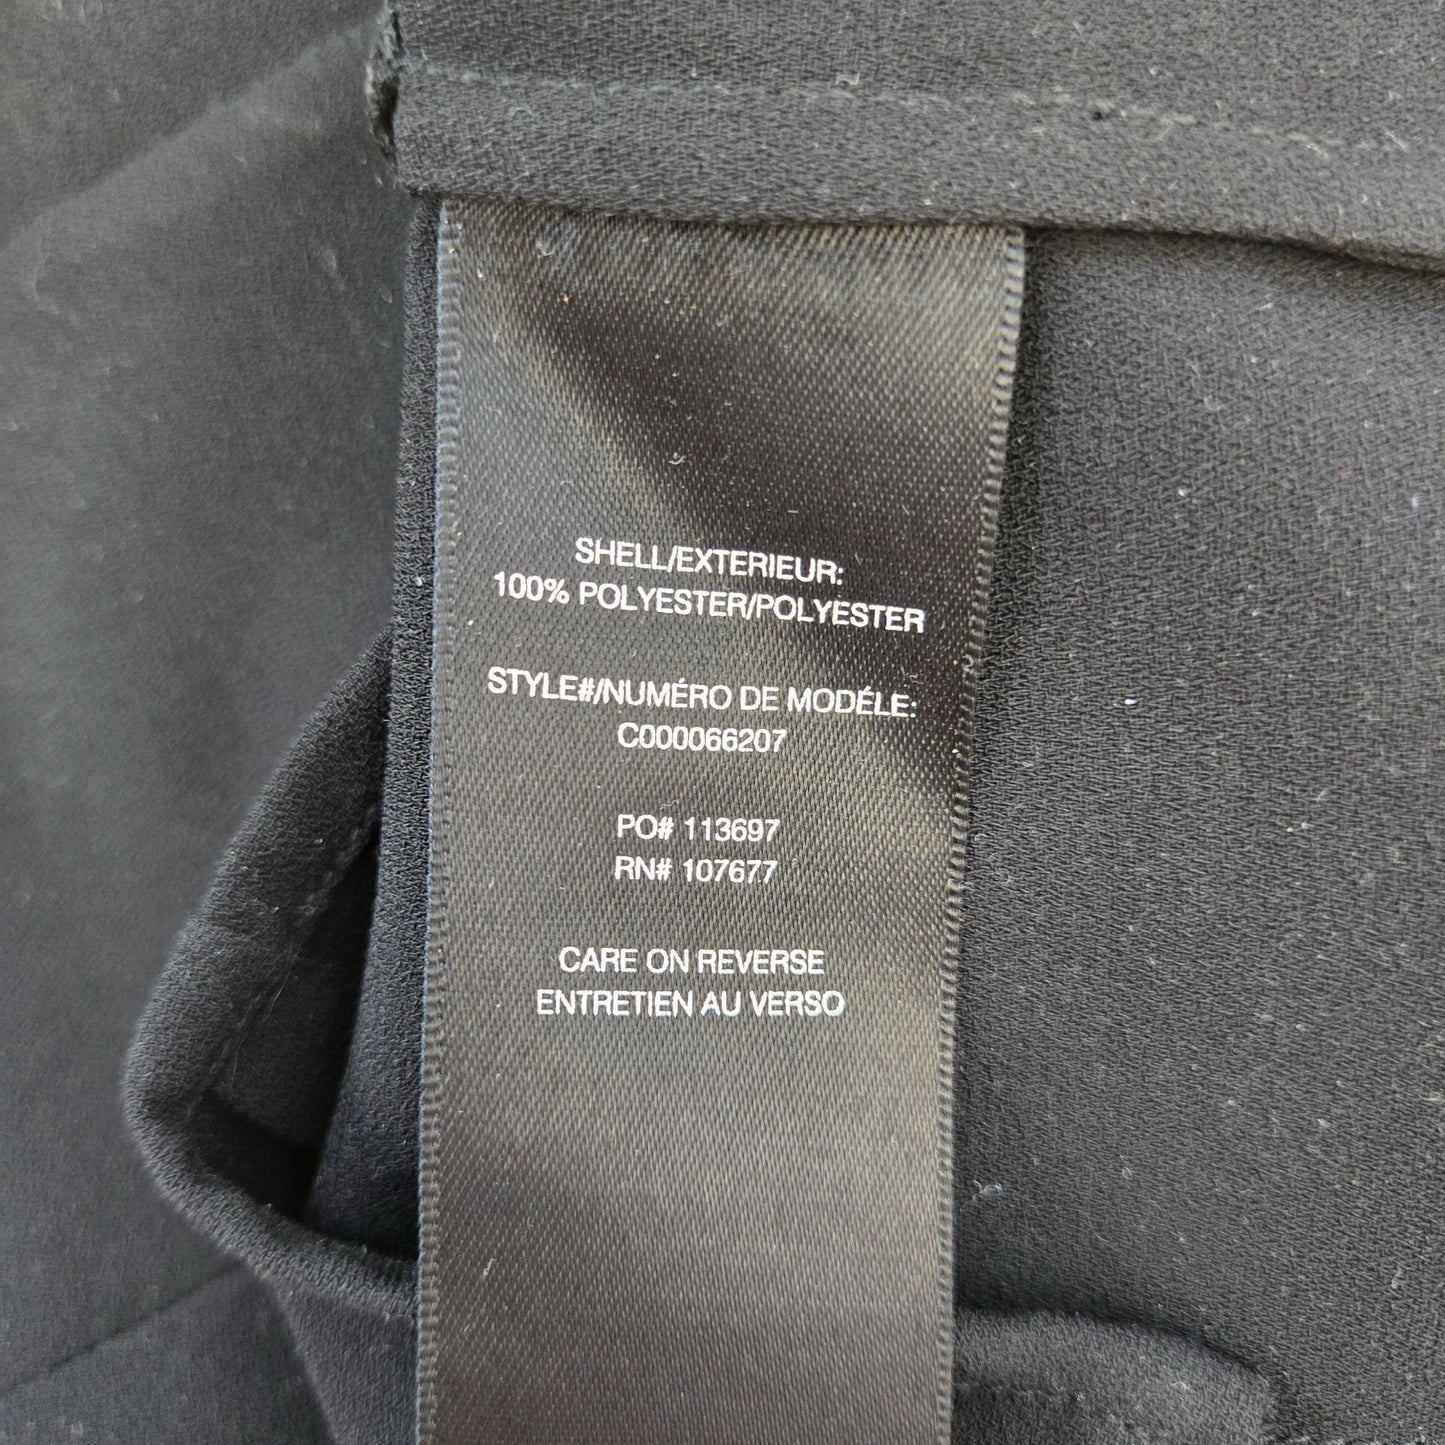 SHELL/EXTERIEUR:
100% POLYESTER/POLYESTER
STYLE#/NUMÉRO DE MODÉLE:
C000066207
PO# 113697
RN# 107677
CARE ON REVERSE
ENTRETIEN AU VERSO